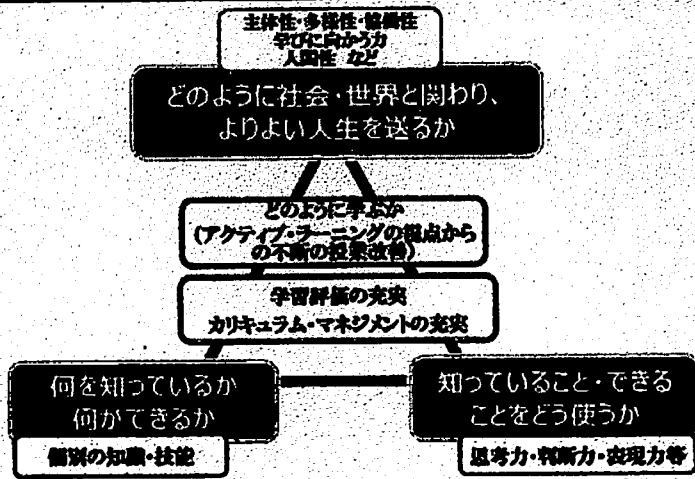 主体性・多様性・協働性
学びに向かう力
人間性 など
どのように社会・世界と関わり、
よりよい人生を送るか
どのように学ぶか
(アクティブ・ラーニングの視点から
の不断の授業改善)
学習評価の充実
カリキュラム・マネジメントの充実
何を知っているか
何ができるか
個別の知識・技能
知っていること・できる
ことをどう使うか
思考力・判断力・表現力等